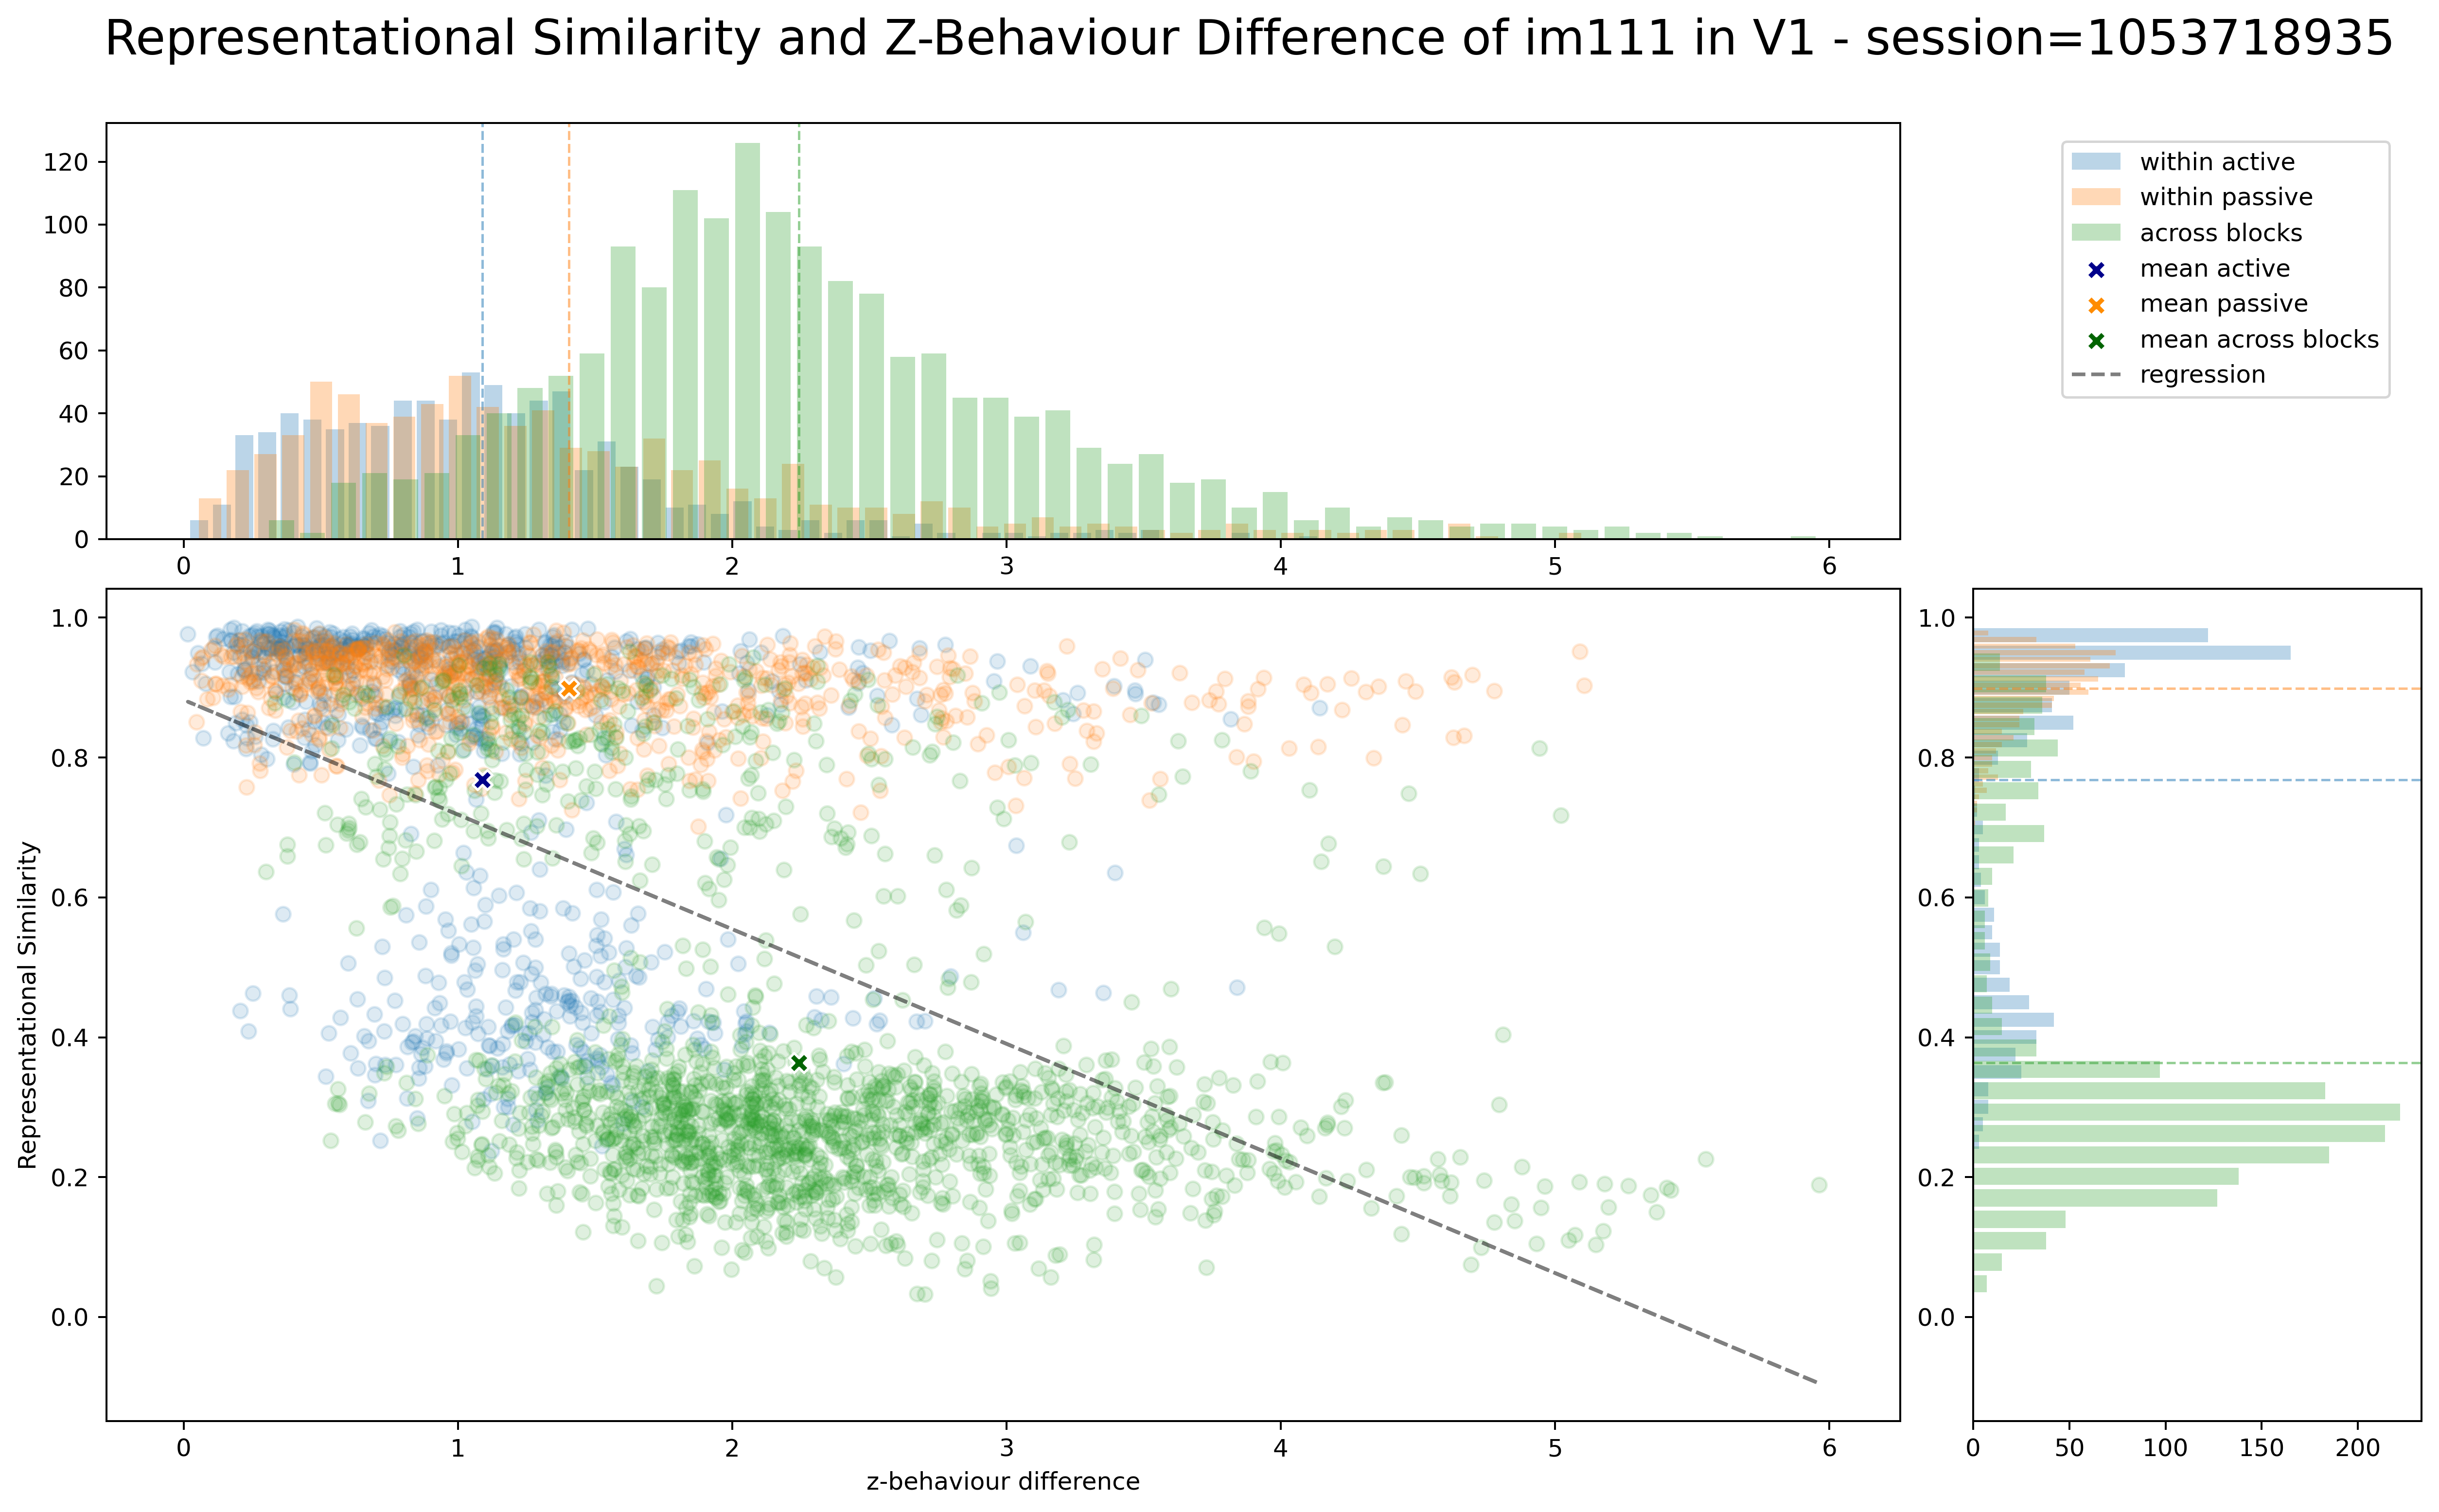 Representational Similarity and Z-Behaviour Difference of im111 in V1 - session=1053718935
120
100
80
60
40
20
0
0 1 2 3 4 5 6
within active
within passive
across blocks
mean active
mean passive
mean across blocks
regression
Representational Similarity
1.0
0.8
0.6
0.4
0.2
0.0
0 1 2 3 4 5 6
z-behaviour difference
1.0
0.8
0.6
0.4
0.2
0.0
0 50 100 150 200